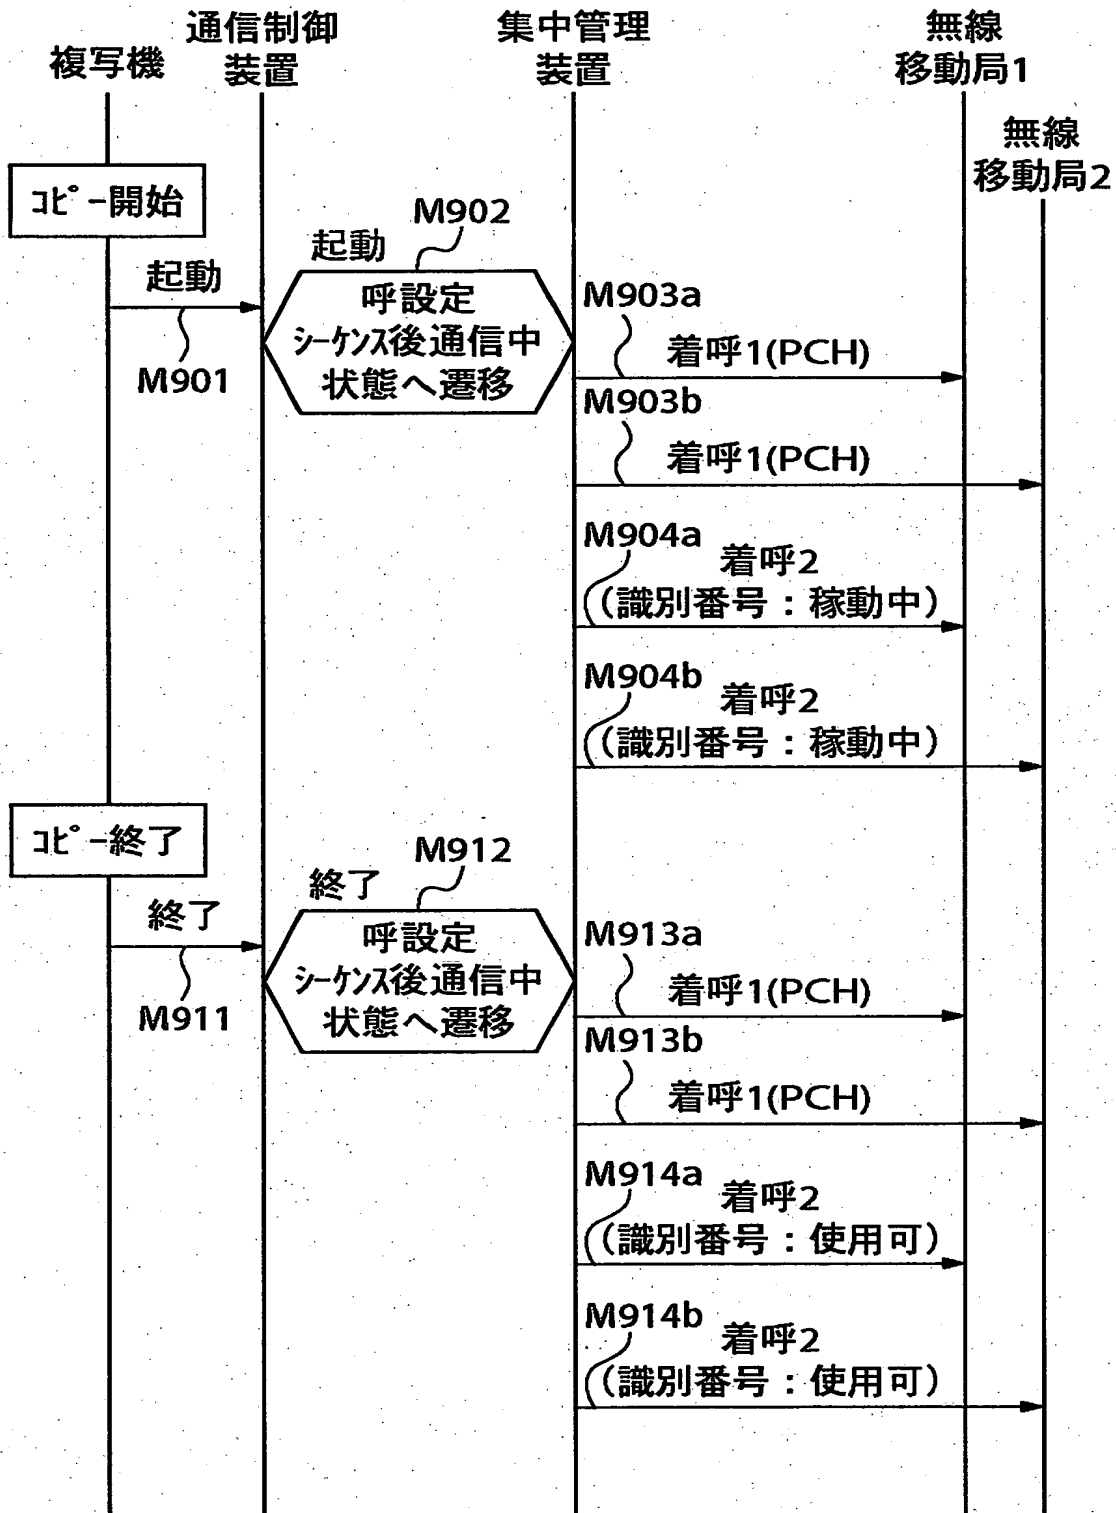 複写機
通信制御
装置
集中管理
装置
無線
移動局1
無線
移動局2
ｺﾋﾟｰ開始
M902
起動
起動
呼設定
ｼｰｹﾝｽ後通信中
状態へ遷移
M901
M903a
着呼1(PCH)
M903b
着呼1(PCH)
M904a
着呼2
(識別番号：稼動中)
M904b
着呼2
(識別番号：稼動中)
ｺﾋﾟｰ終了
M912
終了
終了
呼設定
ｼｰｹﾝｽ後通信中
状態へ遷移
M911
M913a
着呼1(PCH)
M913b
着呼1(PCH)
M914a
着呼2
(識別番号：使用可)
M914b
着呼2
(識別番号：使用可)